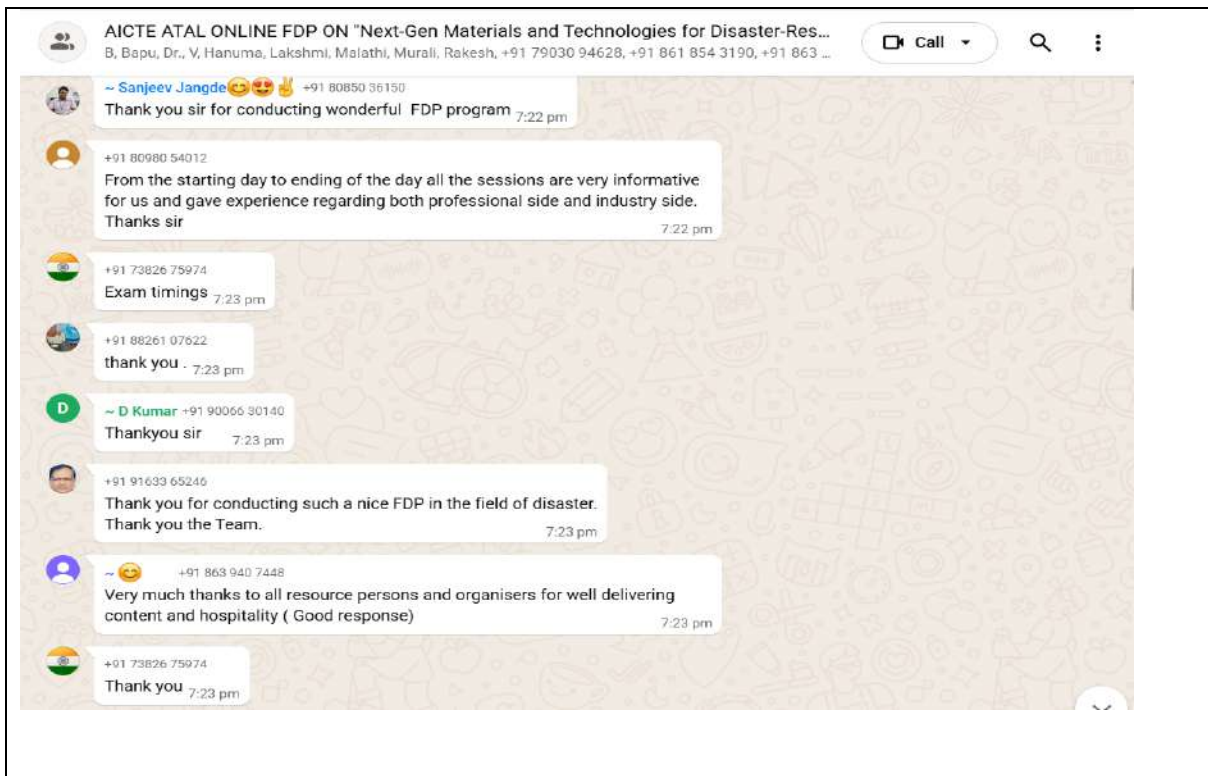 AICTE ATAL ONLINE FDP ON "Next-Gen Materials and Technologies for Disaster-Res...
B, Bapu, Dr., V, Hanuma, Lakshmi, Malathi, Murali, Rakesh, +91 79030 94628, +91 861 854 3190, +91 863 ...
Call
~ Sanjeev Jangde😊😍✌️ +91 80850 36150
Thank you sir for conducting wonderful FDP program 7:22 pm
+91 80980 54012
From the starting day to ending of the day all the sessions are very informative
for us and gave experience regarding both professional side and industry side.
Thanks sir
7:22 pm
+91 73826 75974
Exam timings 7:23 pm
+91 88261 07622
thank you . 7:23 pm
D
~ D Kumar +91 90066 30140
Thankyou sir 7:23 pm
+91 91633 65246
Thank you for conducting such a nice FDP in the field of disaster.
Thank you the Team. 7:23 pm
~ 😊 +91 863 940 7448
Very much thanks to all resource persons and organisers for well delivering
content and hospitality ( Good response) 7:23 pm
+91 73826 75974
Thank you 7:23 pm